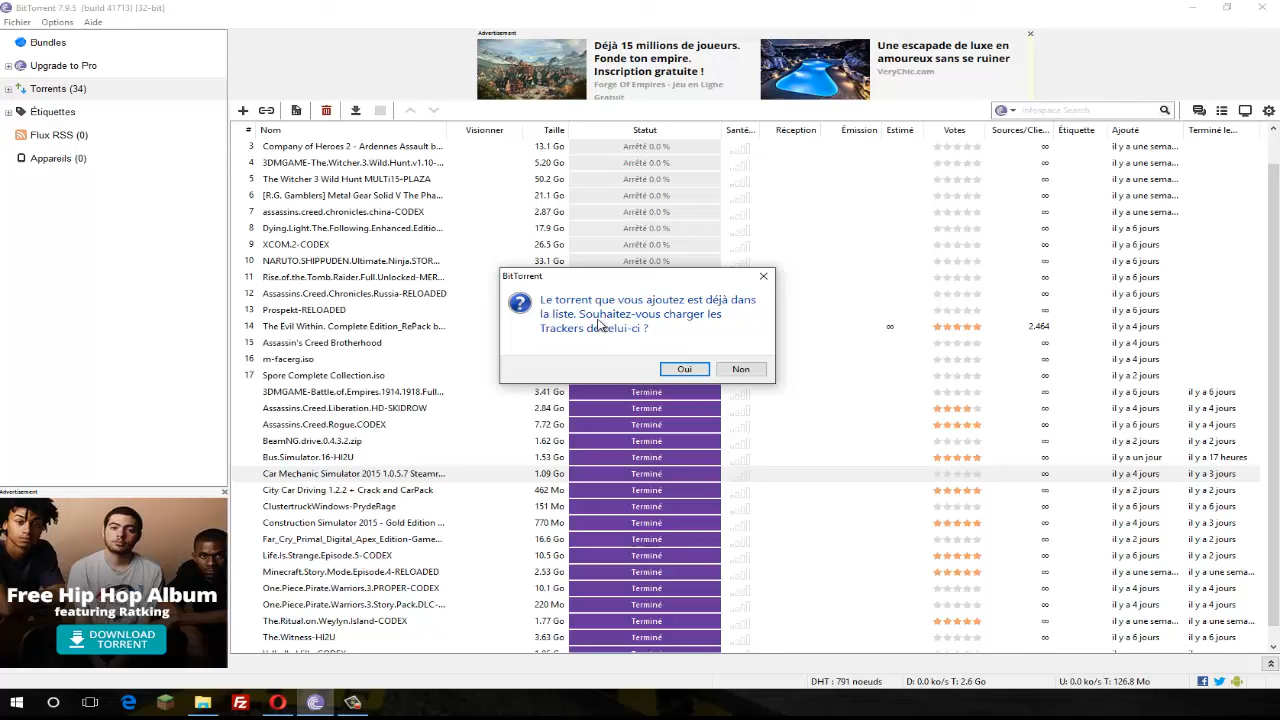 BitTorrent 7.9.5 (build 41713) [32-bit]
Fichier Options Aide
Bundles
Upgrade to Pro
Torrents (34)
Étiquettes
Flux RSS (0)
Appareils (0)
Advertisement
Déjà 15 millions de joueurs.
Fonde ton empire.
Inscription gratuite !
Forge Of Empires - Jeu en Ligne
Gratuit
Une escapade de luxe en
amoureux sans se ruiner
VeryChic.com
Infospace Search
# Nom Visionner Taille Statut Santé... Réception Émission Estimé Votes Sources/Clie... Étiquette Ajouté Terminé le...
3 Company of Heroes 2 - Ardennes Assault b... 13.1 Go Arrêté 0.0 % ∞ il y a une sema...
4 3DMGAME-The.Witcher.3.Wild.Hunt.v1.10-... 5.20 Go Arrêté 0.0 % ∞ il y a une sema...
5 The Witcher 3 Wild Hunt MULTi15-PLAZA 50.2 Go Arrêté 0.0 % ∞ il y a une sema...
6 [R.G. Gamblers] Metal Gear Solid V The Pha... 21.1 Go Arrêté 0.0 % ∞ il y a une sema...
7 assassins.creed.chronicles.china-CODEX 2.87 Go Arrêté 0.0 % ∞ il y a une sema...
8 Dying.Light.The.Following.Enhanced.Editio... 17.9 Go Arrêté 0.0 % ∞ il y a 6 jours
9 XCOM.2-CODEX 26.5 Go Arrêté 0.0 % ∞ il y a 6 jours
10 NARUTO.SHIPPUDEN.Ultimate.Ninja.STOR... 33.1 Go Arrêté 0.0 % ∞ il y a 6 jours
11 Rise.of.the.Tomb.Raider.Full.Unlocked-MER... ∞ il y a 6 jours
12 Assassins.Creed.Chronicles.Russia-RELOADED ∞ il y a 6 jours
13 Prospekt-RELOADED ∞ il y a 6 jours
14 The Evil Within. Complete Edition_RePack b... ∞ 2.464 il y a 4 jours
15 Assassin's Creed Brotherhood ∞ il y a 4 jours
16 m-facerg.iso ∞ il y a 4 jours
17 Spore Complete Collection.iso ∞ il y a 2 jours
3DMGAME-Battle.of.Empires.1914.1918.Full... 3.41 Go Terminé ∞ il y a 6 jours il y a 6 jours
Assassins.Creed.Liberation.HD-SKIDROW 2.84 Go Terminé ∞ il y a 4 jours il y a 4 jours
Assassins.Creed.Rogue.CODEX 7.72 Go Terminé ∞ il y a 6 jours il y a 4 jours
BeamNG.drive.0.4.3.2.zip 1.62 Go Terminé ∞ il y a 2 jours il y a 2 jours
Bus.Simulator.16-HI2U 1.53 Go Terminé ∞ il y a un jour il y a 17 heures
Car Mechanic Simulator 2015 1.0.5.7 Steamr... 1.09 Go Terminé ∞ il y a 4 jours il y a 3 jours
City Car Driving 1.2.2 + Crack and CarPack 462 Mo Terminé ∞ il y a 2 jours il y a 2 jours
ClustertruckWindows-PrydeRage 151 Mo Terminé ∞ il y a 6 jours il y a 6 jours
Construction Simulator 2015 - Gold Edition ... 770 Mo Terminé ∞ il y a 4 jours il y a 3 jours
Far_Cry_Primal_Digital_Apex_Edition-Game... 16.6 Go Terminé ∞ il y a 2 jours il y a 2 jours
Life.Is.Strange.Episode.5-CODEX 10.5 Go Terminé ∞ il y a 6 jours il y a 2 jours
Minecraft.Story.Mode.Episode.4-RELOADED 2.53 Go Terminé ∞ il y a une sema... il y a une sema...
One.Piece.Pirate.Warriors.3.PROPER-CODEX 10.1 Go Terminé ∞ il y a 4 jours il y a 4 jours
One.Piece.Pirate.Warriors.3.Story.Pack.DLC-... 220 Mo Terminé ∞ il y a 4 jours il y a 4 jours
The.Ritual.on.Weylyn.Island-CODEX 1.77 Go Terminé ∞ il y a une sema... il y a une sema...
The.Witness-HI2U 3.63 Go Terminé ∞ il y a 6 jours il y a 6 jours
BitTorrent
Le torrent que vous ajoutez est déjà dans
la liste. Souhaitez-vous charger les
Trackers de celui-ci ?
Oui Non
Advertisement
Free Hip Hop Album
featuring Ratking
DOWNLOAD
TORRENT
DHT : 791 noeuds D: 0.0 ko/s T: 2.6 Go U: 0.0 ko/s T: 126.8 Mo